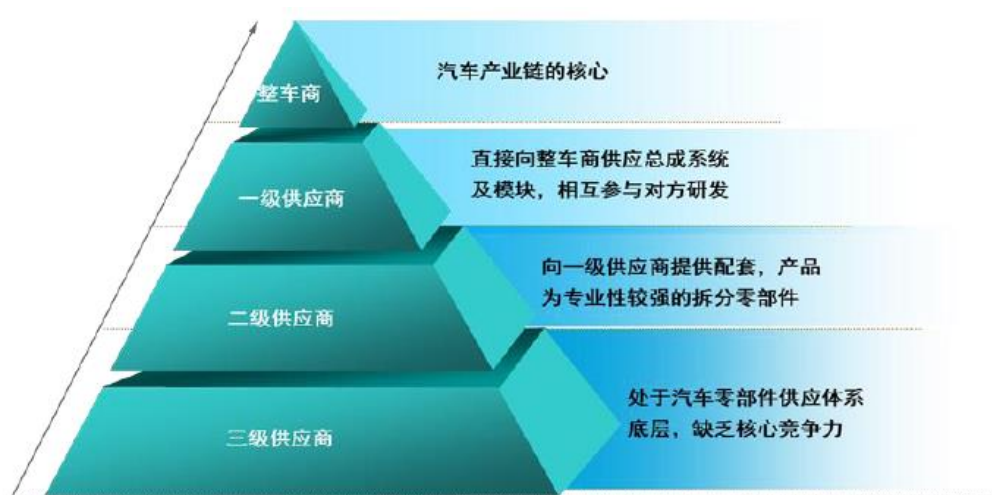 整车商
汽车产业链的核心
一级供应商
直接向整车商供应总成系统
及模块，相互参与对方研发
二级供应商
向一级供应商提供配套，产品
为专业性较强的拆分零部件
三级供应商
处于汽车零部件供应体系
底层，缺乏核心竞争力